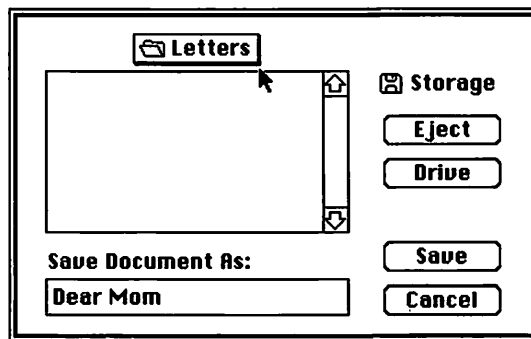 Letters
Storage
Eject
Drive
Save Document As:
Save
Dear Mom
Cancel